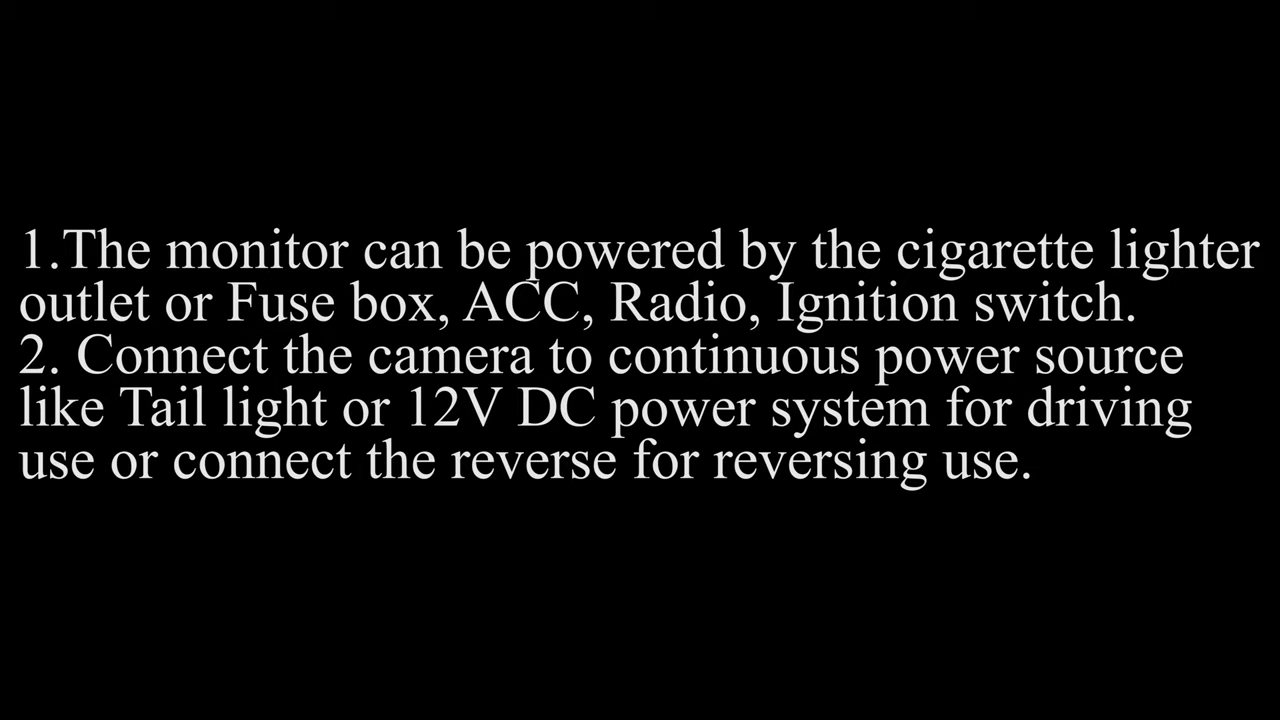 1.The monitor can be powered by the cigarette lighter
outlet or Fuse box, ACC, Radio, Ignition switch.
2. Connect the camera to continuous power source
like Tail light or 12V DC power system for driving
use or connect the reverse for reversing use.